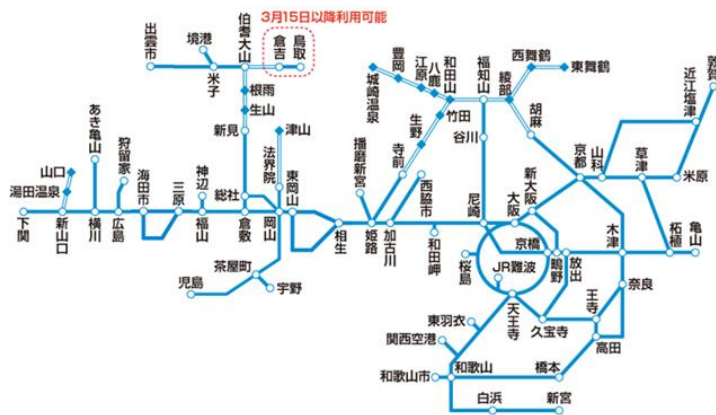 3月15日以降利用可能
出雲市
境港
米子
伯耆大山
倉吉
鳥取
根雨
生山
新見
津山
法界院
総社
倉敷
岡山
東岡山
あき亀山
狩留家
山口
湯田温泉
下関
新山口
横川
広島
海田市
三原
神辺
福山
茶屋町
児島
宇野
相生
播磨新宮
姫路
寺前
生野
竹田
和田山
八鹿
江原
豊岡
城崎温泉
西脇市
加古川
和田岬
福知山
谷川
尼崎
綾部
西舞鶴
東舞鶴
胡麻
京都
山科
近江塩津
敦賀
草津
米原
新大阪
大阪
京橋
鴫野
放出
木津
柘植
亀山
桜島
JR難波
天王寺
久宝寺
王寺
奈良
高田
東羽衣
関西空港
和歌山市
和歌山
橋本
白浜
新宮